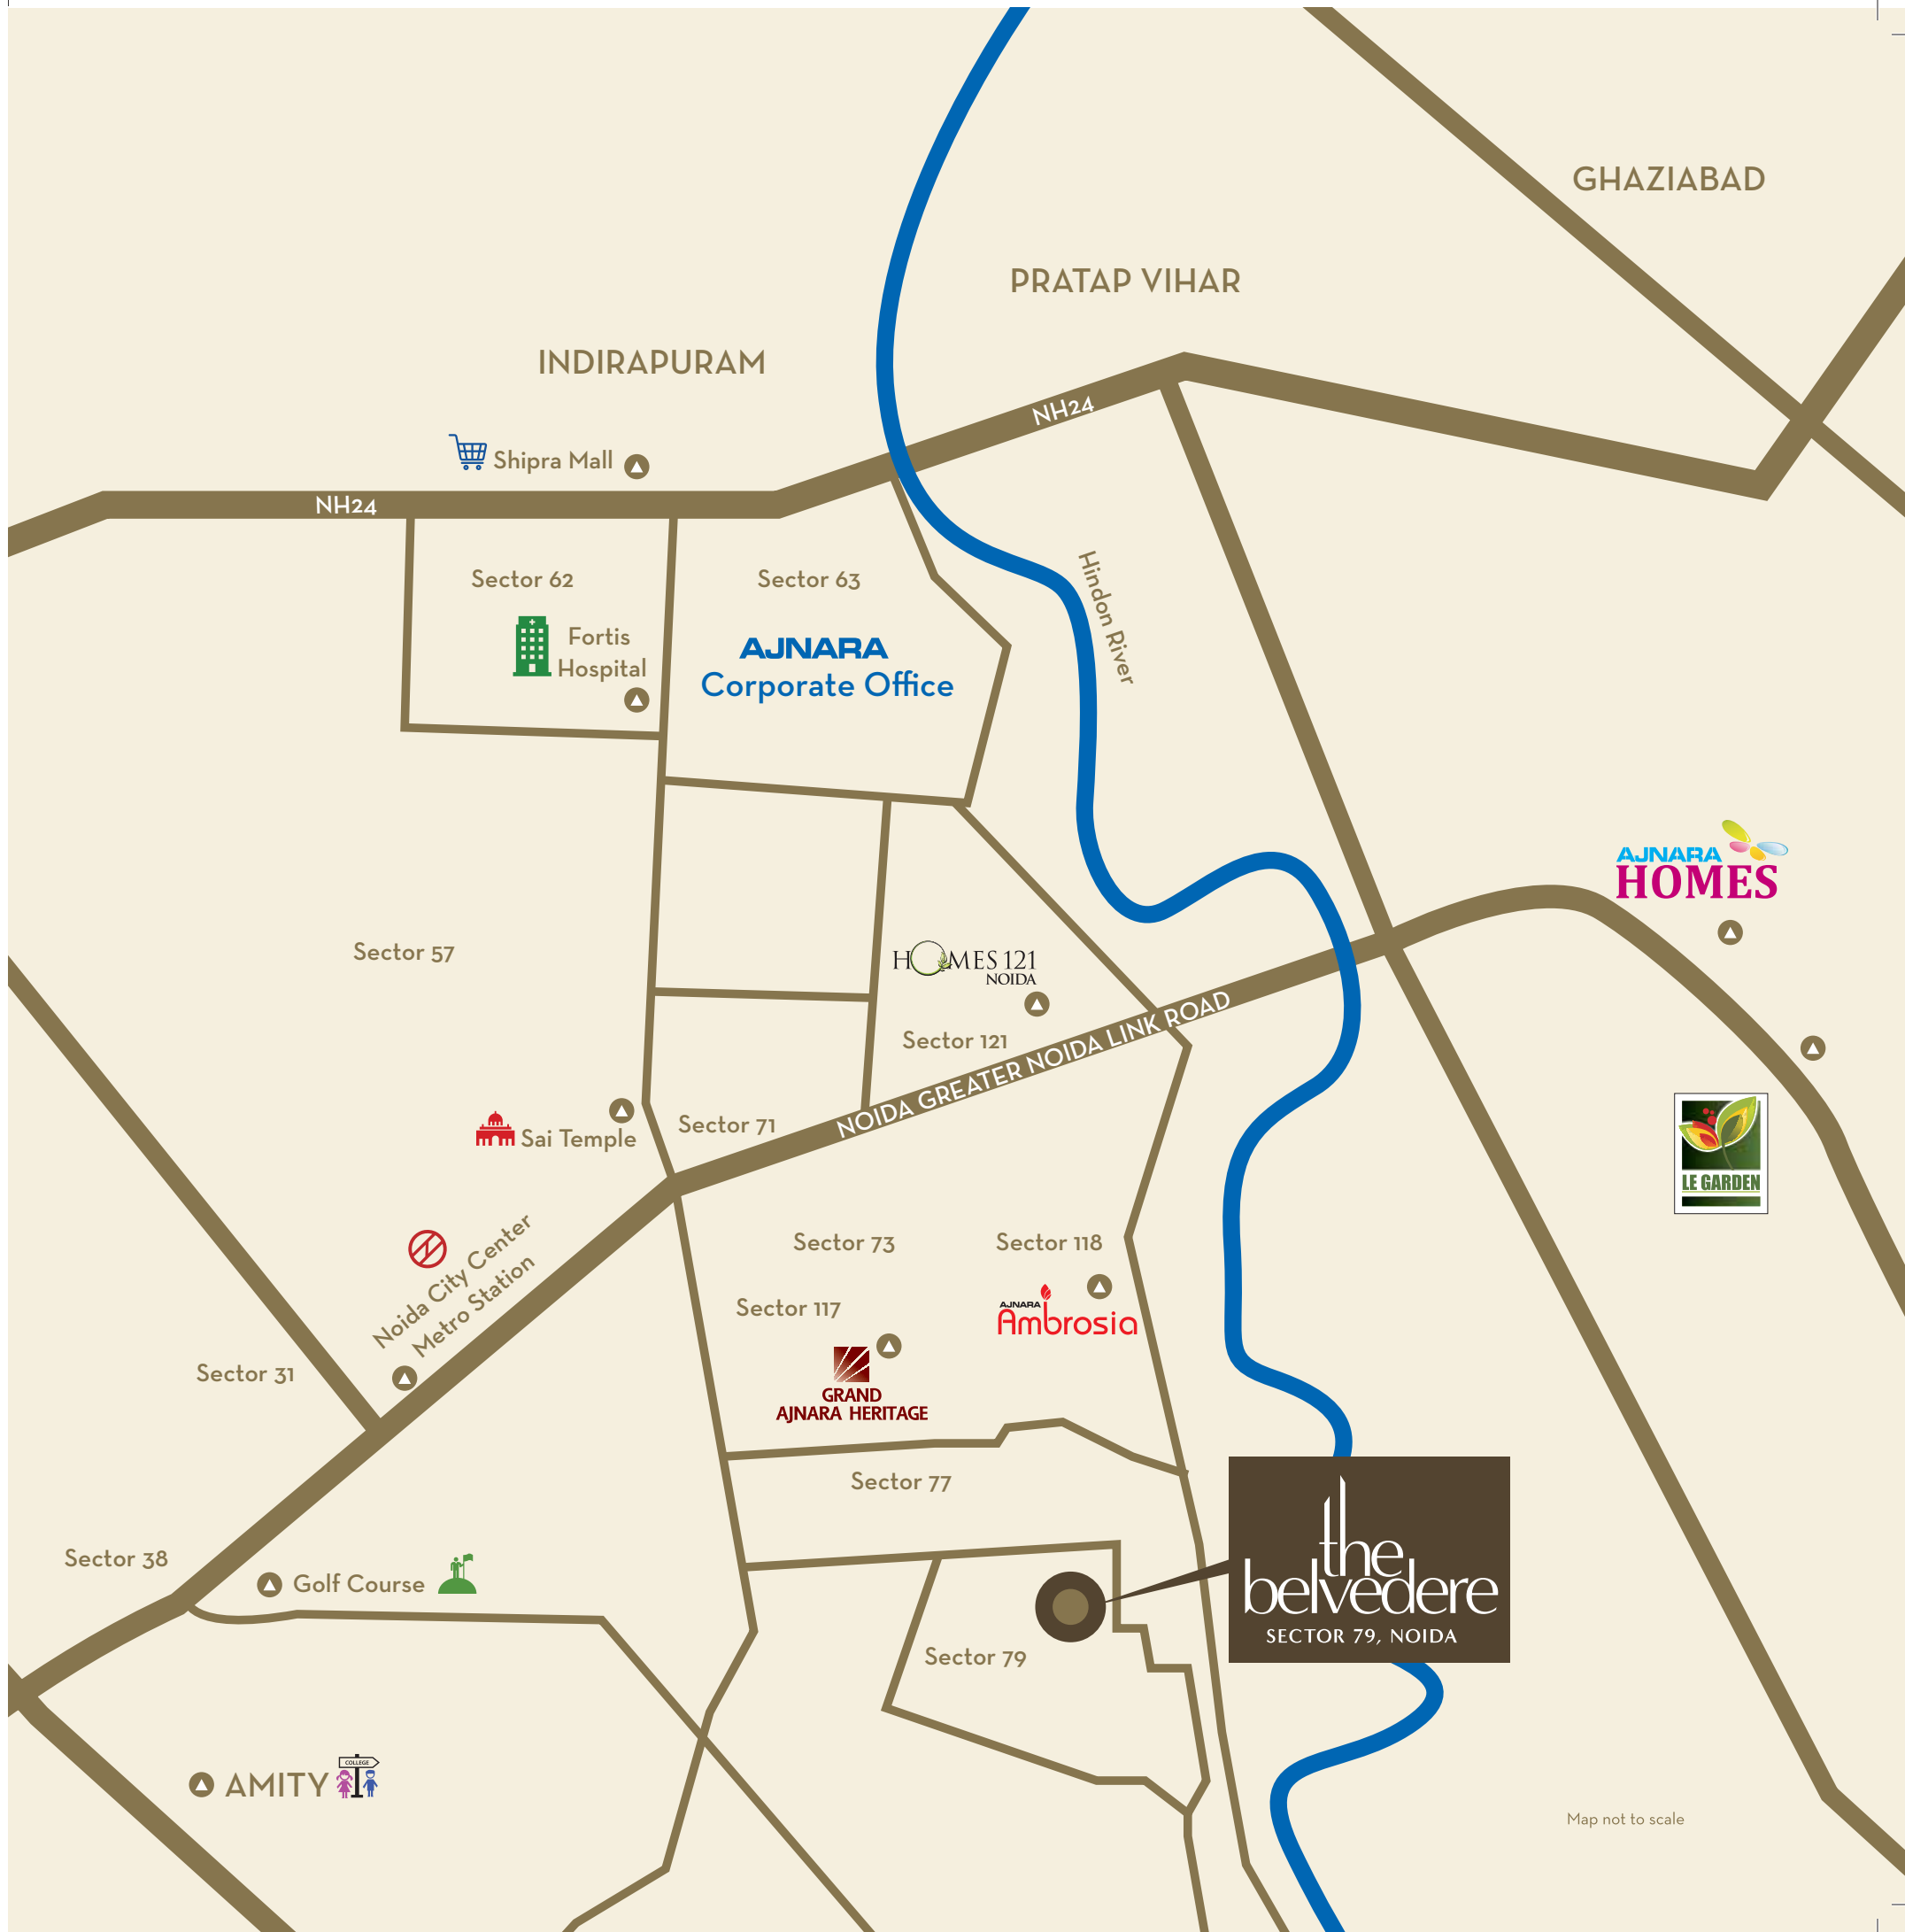 GHAZIABAD
PRATAP VIHAR
INDIRAPURAM
NH24
Shipra Mall
NH24
Hindon River
Sector 62
Sector 63
Fortis
Hospital
AJNARA
Corporate Office
AJNARA
HOMES
Sector 57
HOMES 121
NOIDA
Sector 121
NOIDA GREATER NOIDA LINK ROAD
Sai Temple
Sector 71
LE GARDEN
Noida City Center
Metro Station
Sector 73
Sector 118
Sector 117
AJNARA
Ambrosia
Sector 31
GRAND
AJNARA HERITAGE
Sector 77
the
belvedere
SECTOR 79, NOIDA
Sector 38
Golf Course
Sector 79
AMITY
COLLEGE
Map not to scale